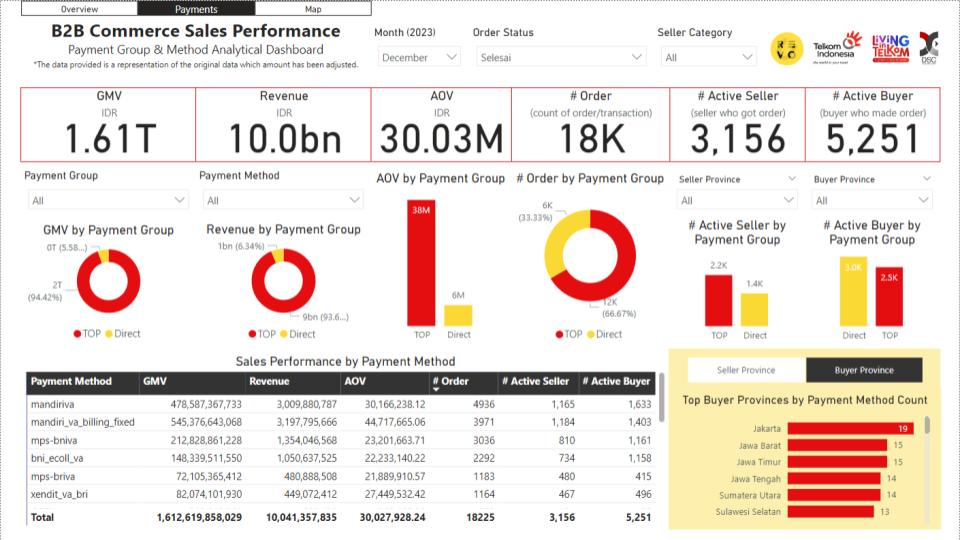 Overview Payments Map
B2B Commerce Sales Performance
Payment Group & Method Analytical Dashboard
*The data provided is a representation of the original data which amount has been adjusted.
Month (2023) Order Status Seller Category
December Selesai All
Telkom Indonesia
the world in your hand
LIVING in TELKOM
DSC
GMV Revenue AOV # Order # Active Seller # Active Buyer
IDR IDR IDR (count of order/transaction) (seller who got order) (buyer who made order)
1.61T 10.0bn 30.03M 18K 3,156 5,251
Payment Group Payment Method
All All
AOV by Payment Group
38M
6M
TOP Direct
# Order by Payment Group
6K
(33.33%)
12K
(66.67%)
TOP Direct
Seller Province Buyer Province
All All
GMV by Payment Group
0T (5.58...)
2T
(94.42%)
TOP Direct
Revenue by Payment Group
1bn (6.34%)
9bn (93.6...)
TOP Direct
# Active Seller by
Payment Group
2.2K
1.4K
TOP Direct
# Active Buyer by
Payment Group
3.0K
2.5K
Direct TOP
Sales Performance by Payment Method
Payment Method GMV Revenue AOV # Order # Active Seller # Active Buyer
mandiriva 478,587,367,733 3,009,880,787 30,166,238.12 4936 1,165 1,633
mandiri_va_billing_fixed 545,376,643,068 3,197,795,666 44,717,665.06 3971 1,184 1,403
mps-bniva 212,828,861,228 1,354,046,568 23,201,663.71 3036 810 1,161
bni_ecoll_va 148,339,511,550 1,050,637,525 22,233,140.22 2292 734 1,158
mps-briva 72,105,365,412 480,888,508 21,889,910.57 1183 480 415
xendit_va_bri 82,074,101,930 449,072,412 27,449,532.42 1164 467 496
Total 1,612,619,858,029 10,041,357,835 30,027,928.24 18225 3,156 5,251
Seller Province Buyer Province
Top Buyer Provinces by Payment Method Count
Jakarta 19
Jawa Barat 15
Jawa Timur 15
Jawa Tengah 14
Sumatera Utara 14
Sulawesi Selatan 13